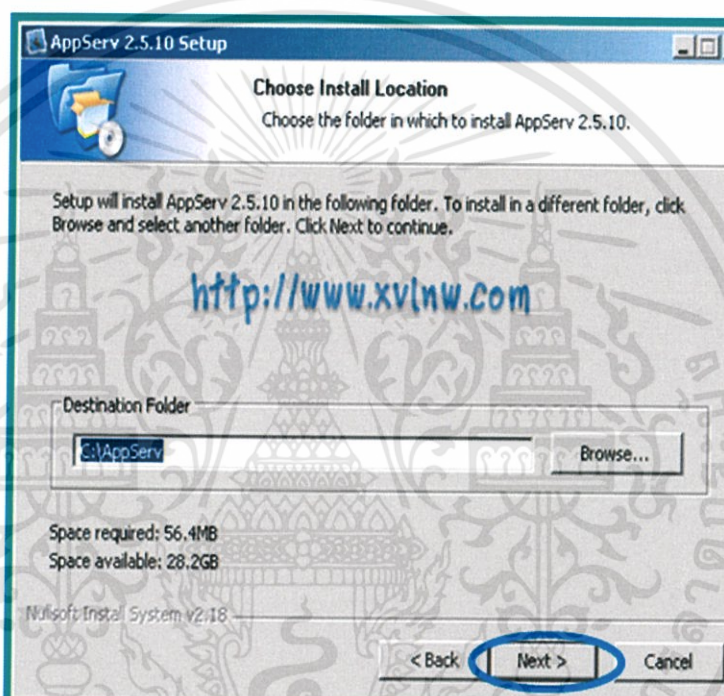 AppServ 2.5.10 Setup
Choose Install Location
Choose the folder in which to install AppServ 2.5.10.
Setup will install AppServ 2.5.10 in the following folder. To install in a different folder, click
Browse and select another folder. Click Next to continue.
http://www.xvlnw.com
Destination Folder
C:\AppServ
Browse...
Space required: 56.4MB
Space available: 28.2GB
Nullsoft Install System v2.18
< Back
Next >
Cancel